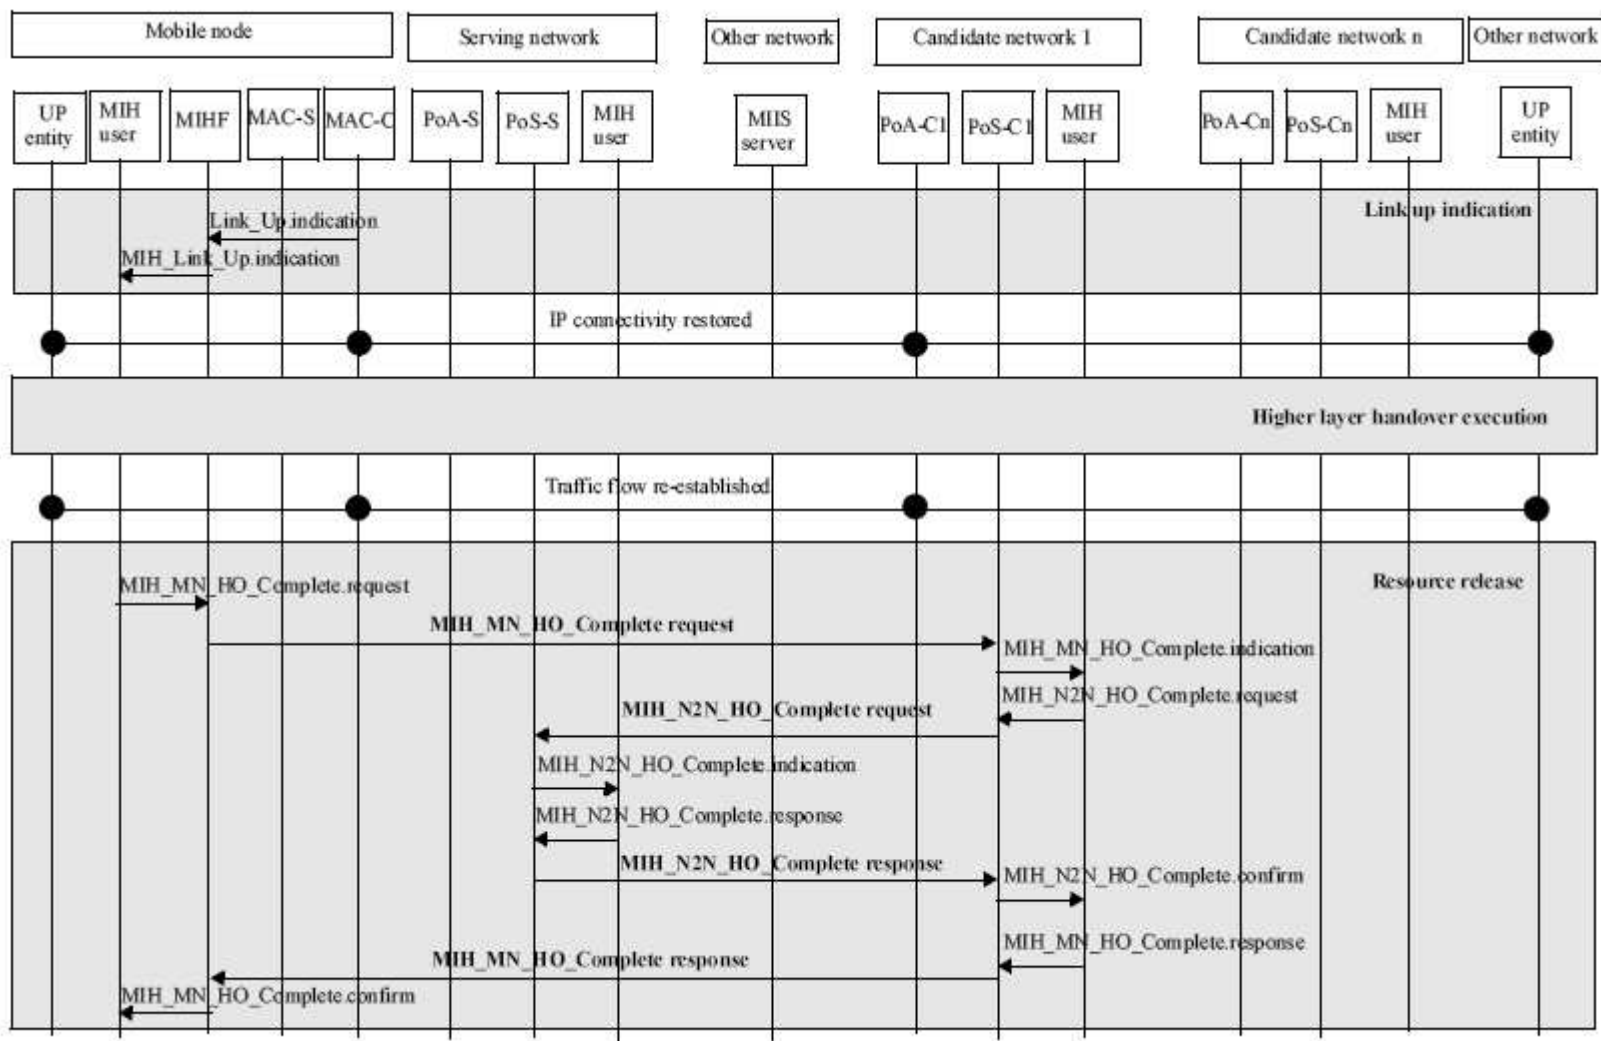 Mobile node
Serving network
Other network
Candidate network 1
Candidate network n
Other network
UP
entity
MIH
user
MIHF
MAC-S
MAC-C
PoA-S
PoS-S
MIH
user
MIIS
server
PoA-C1
PoS-C1
MIH
user
PoA-Cn
PoS-Cn
MIH
user
UP
entity
Link up indication
Link_Up.indication
MIH_Link_Up.indication
IP connectivity restored
Higher layer handover execution
Traffic flow re-established
Resource release
MIH_MN_HO_Complete.request
MIH_MN_HO_Complete request
MIH_MN_HO_Complete.indication
MIH_N2N_HO_Complete.request
MIH_N2N_HO_Complete request
MIH_N2N_HO_Complete.indication
MIH_N2N_HO_Complete.response
MIH_N2N_HO_Complete response
MIH_N2N_HO_Complete.confirm
MIH_MN_HO_Complete.response
MIH_MN_HO_Complete response
MIH_MN_HO_Complete.confirm